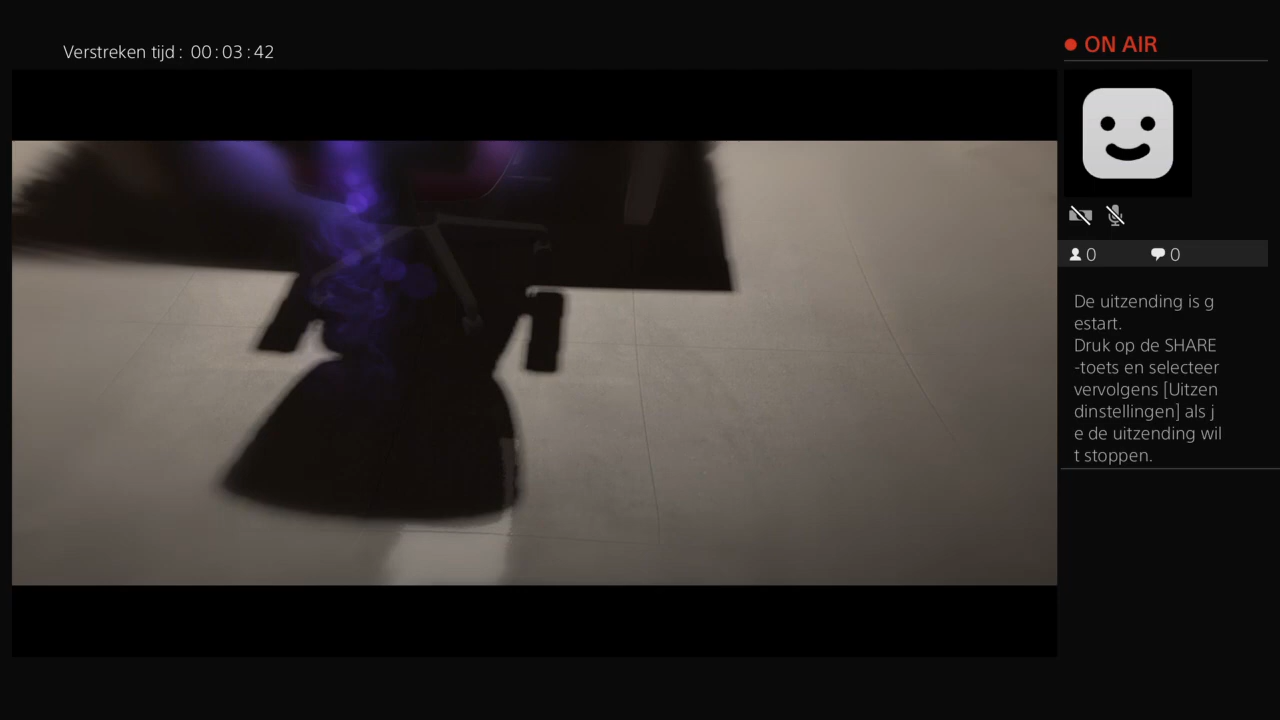 Verstreken tijd : 00:03:42
ON AIR
0
0
De uitzending is g
estart.
Druk op de SHARE
-toets en selecteer
vervolgens [Uitzen
dinstellingen] als j
e de uitzending wil
t stoppen.